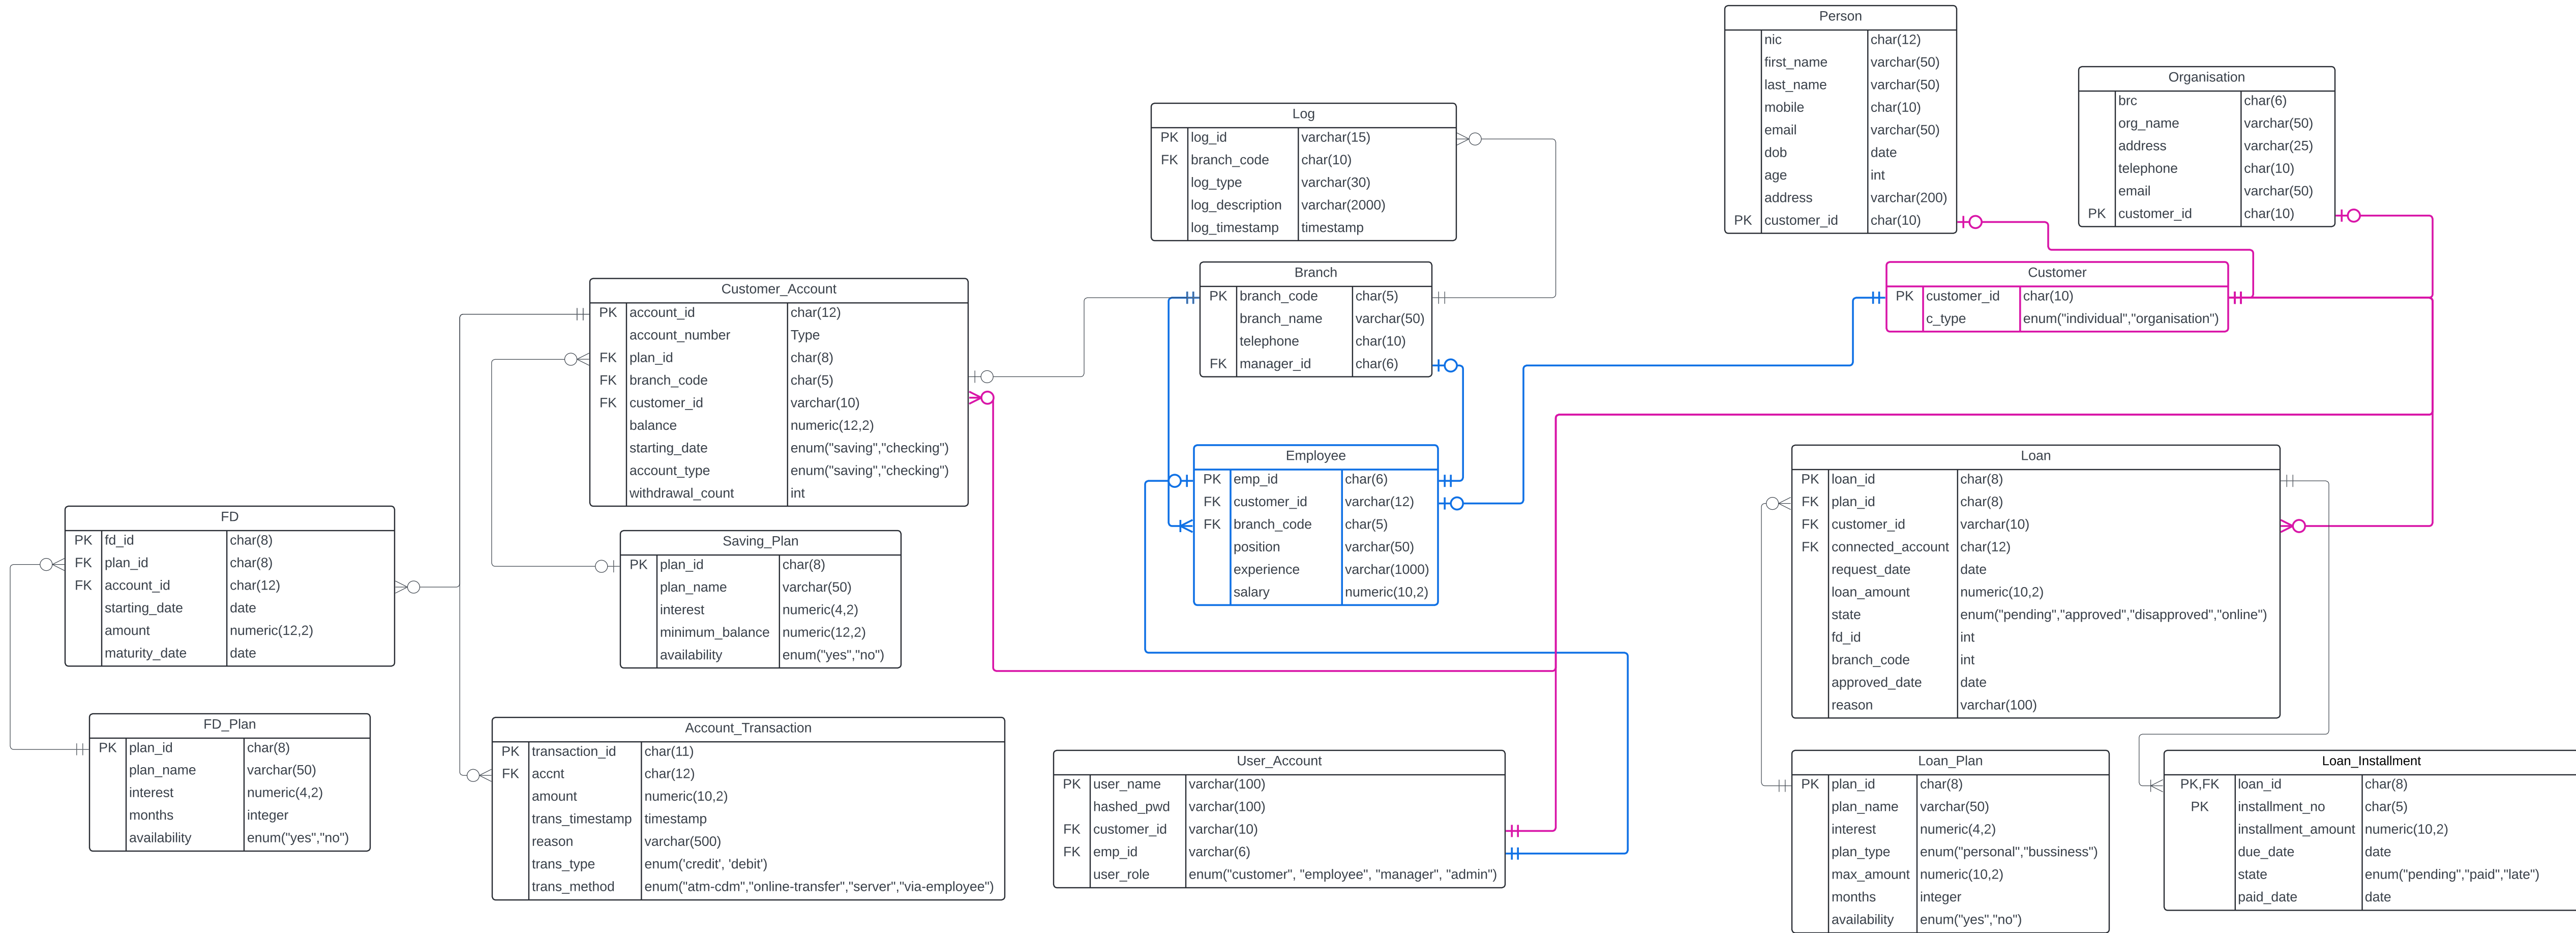 Person
nic char(12)
first_name varchar(50)
last_name varchar(50)
mobile char(10)
email varchar(50)
dob date
age int
address varchar(200)
PK customer_id char(10)
Organisation
brc char(6)
org_name varchar(50)
address varchar(25)
telephone char(10)
email varchar(50)
PK customer_id char(10)
Log
PK log_id varchar(15)
FK branch_code char(10)
log_type varchar(30)
log_description varchar(2000)
log_timestamp timestamp
Branch
PK branch_code char(5)
branch_name varchar(50)
telephone char(10)
FK manager_id char(6)
Customer
PK customer_id char(10)
c_type enum("individual","organisation")
Customer_Account
PK account_id char(12)
account_number Type
FK plan_id char(8)
FK branch_code char(5)
FK customer_id varchar(10)
balance numeric(12,2)
starting_date enum("saving","checking")
account_type enum("saving","checking")
withdrawal_count int
Employee
PK emp_id char(6)
FK customer_id varchar(12)
FK branch_code char(5)
position varchar(50)
experience varchar(1000)
salary numeric(10,2)
Loan
PK loan_id char(8)
FK plan_id char(8)
FK customer_id varchar(10)
FK connected_account char(12)
request_date date
loan_amount numeric(10,2)
state enum("pending","approved","disapproved","online")
fd_id int
branch_code int
approved_date date
reason varchar(100)
FD
PK fd_id char(8)
FK plan_id char(8)
FK account_id char(12)
starting_date date
amount numeric(12,2)
maturity_date date
Saving_Plan
PK plan_id char(8)
plan_name varchar(50)
interest numeric(4,2)
minimum_balance numeric(12,2)
availability enum("yes","no")
FD_Plan
PK plan_id char(8)
plan_name varchar(50)
interest numeric(4,2)
months integer
availability enum("yes","no")
Account_Transaction
PK transaction_id char(11)
FK accnt char(12)
amount numeric(10,2)
trans_timestamp timestamp
reason varchar(500)
trans_type enum('credit', 'debit')
trans_method enum("atm-cdm","online-transfer","server","via-employee")
User_Account
PK user_name varchar(100)
hashed_pwd varchar(100)
FK customer_id varchar(10)
FK emp_id varchar(6)
user_role enum("customer", "employee", "manager", "admin")
Loan_Plan
PK plan_id char(8)
plan_name varchar(50)
interest numeric(4,2)
plan_type enum("personal","bussiness")
max_amount numeric(10,2)
months integer
availability enum("yes","no")
Loan_Installment
PK,FK loan_id char(8)
PK installment_no char(5)
installment_amount numeric(10,2)
due_date date
state enum("pending","paid","late")
paid_date date